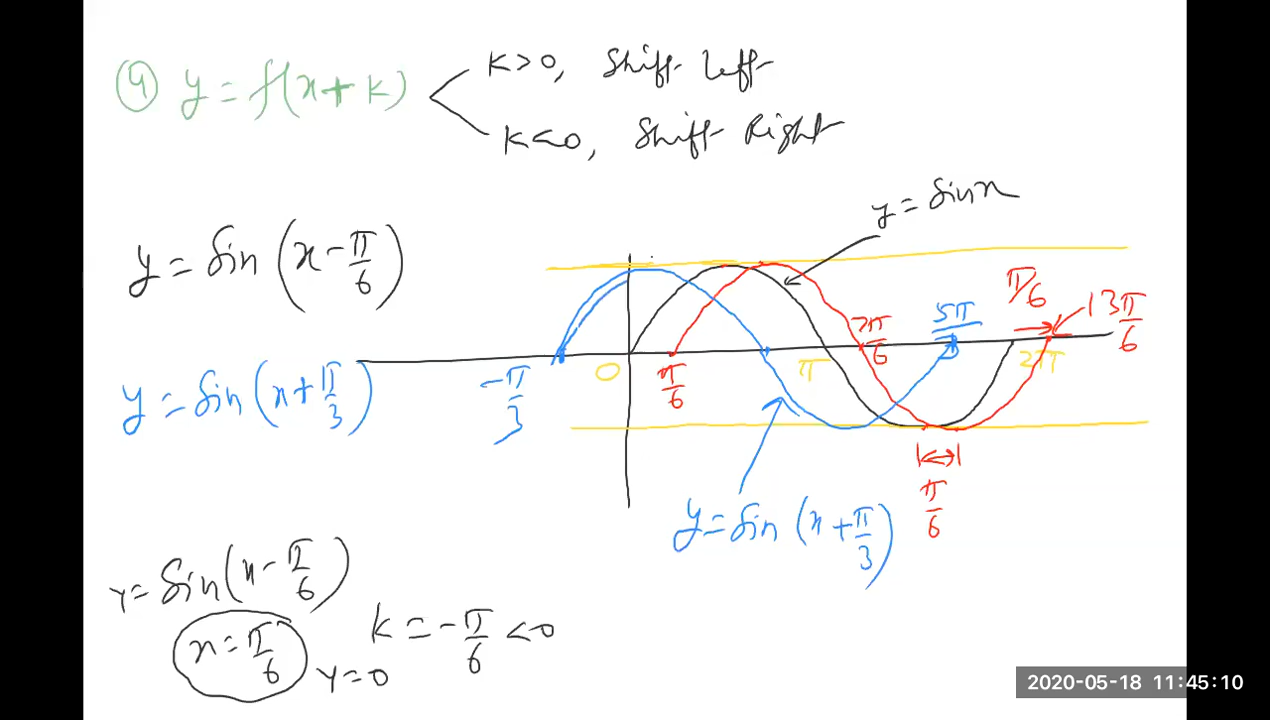 ④ y = f(x + k)
k>0, Shift Left
k<0, Shift Right
y = Sin x
y = Sin (x - π/6)
y = Sin (x + π/3)
-π/3
0
π/6
π
7π/6
5π/
π/6
2π
13π/6
π/6
y = Sin (x + π/3)
Y = Sin (x - π/6)
x = π/6
Y = 0
k = -π/6 < 0
2020-05-18 11:45:10